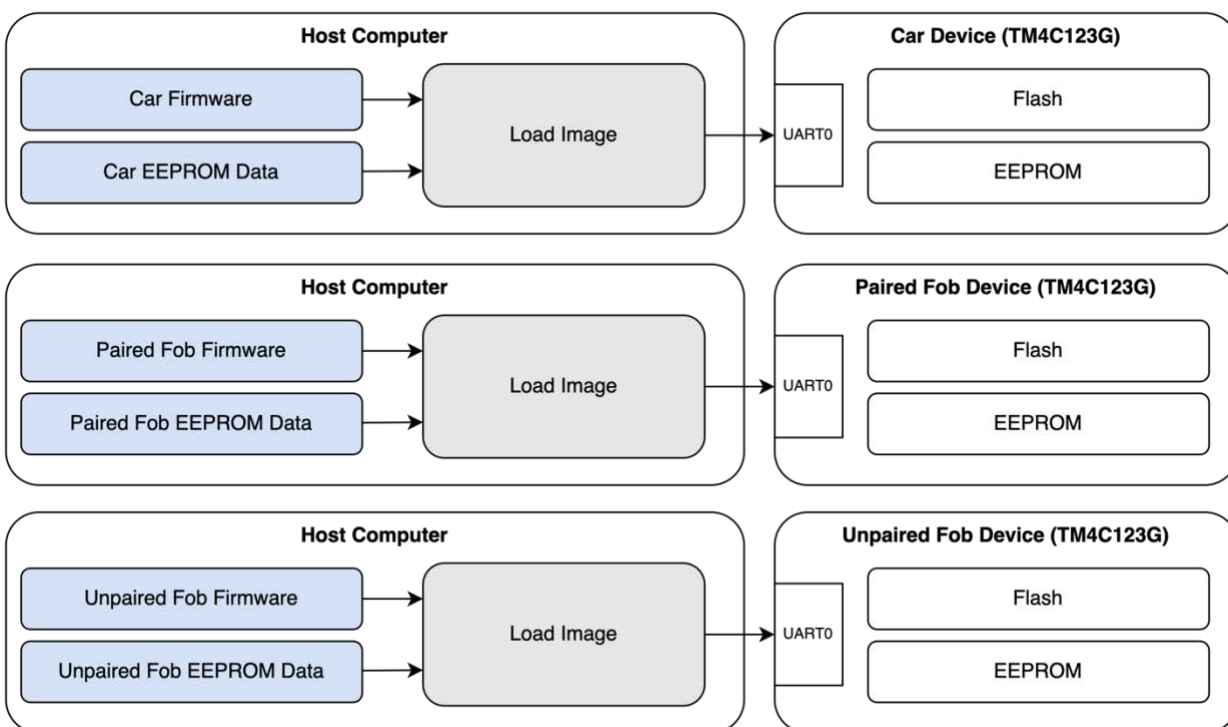 Host Computer
Car Firmware
Car EEPROM Data
Load Image
Car Device (TM4C123G)
UART0
Flash
EEPROM
Host Computer
Paired Fob Firmware
Paired Fob EEPROM Data
Load Image
Paired Fob Device (TM4C123G)
UART0
Flash
EEPROM
Host Computer
Unpaired Fob Firmware
Unpaired Fob EEPROM Data
Load Image
Unpaired Fob Device (TM4C123G)
UART0
Flash
EEPROM